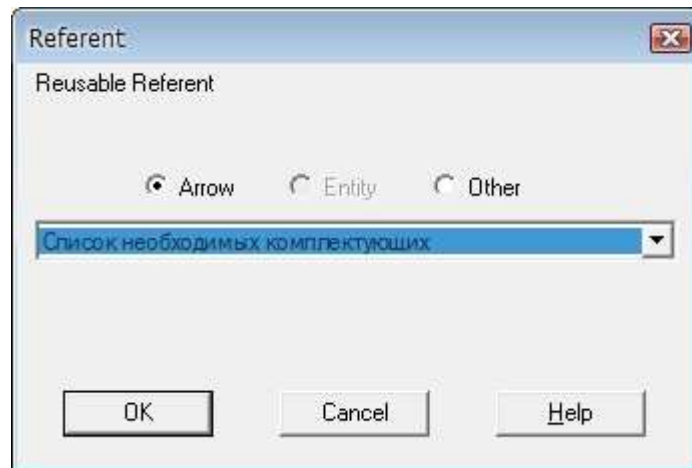 Referent
Reusable Referent
Arrow Entity Other
Список необходимых комплектующих
OK Cancel Help